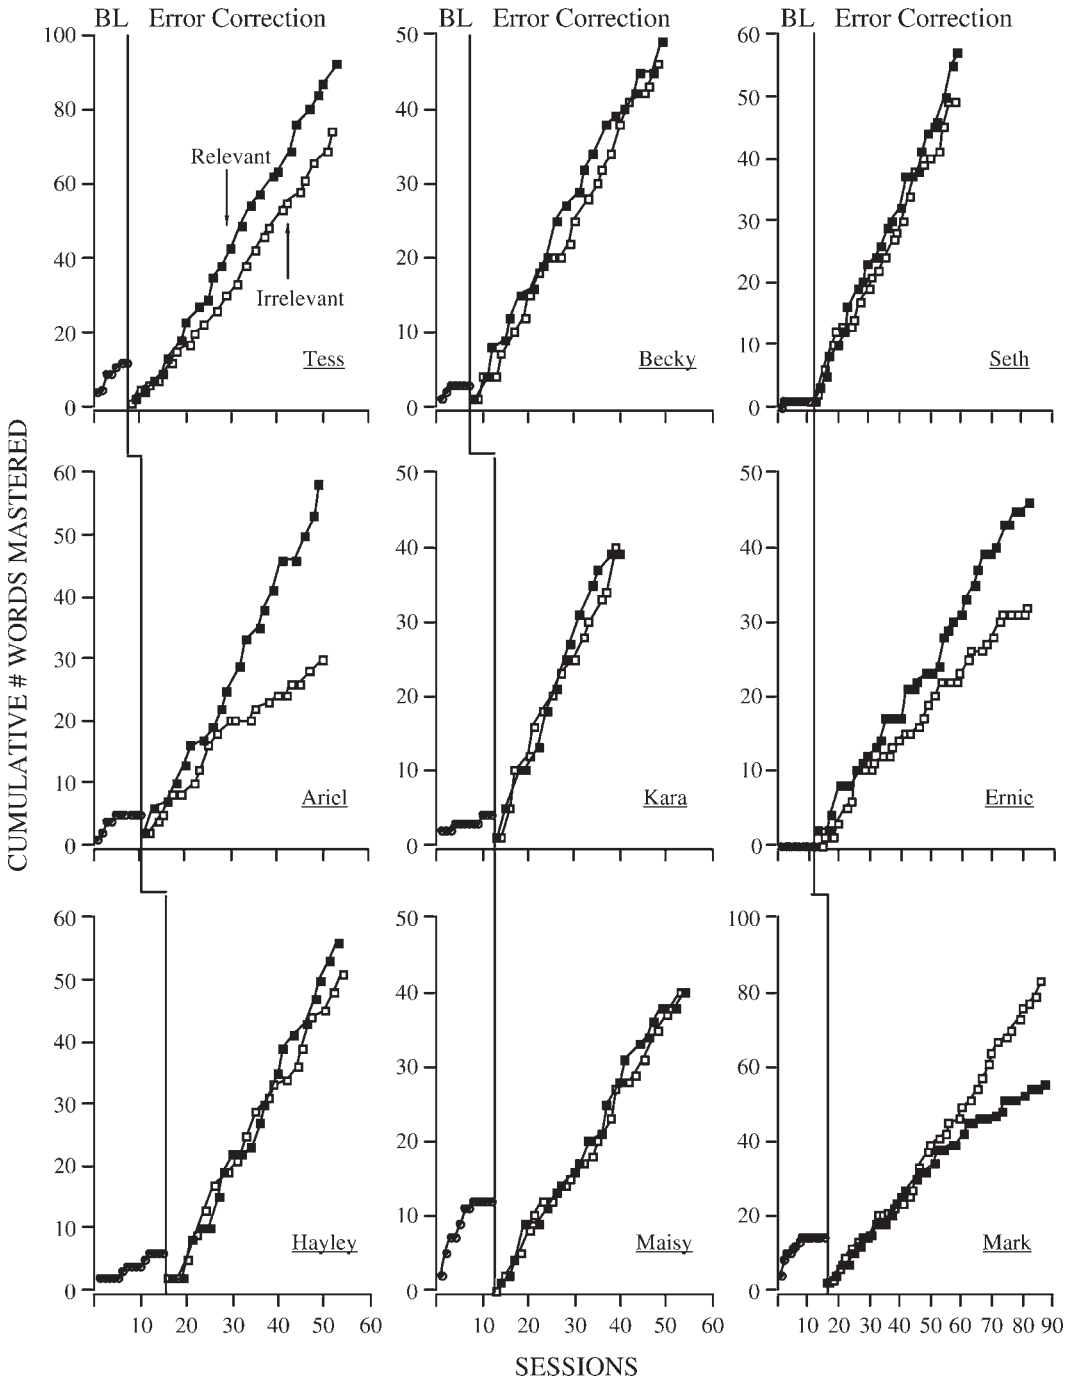 BL Error Correction BL Error Correction BL Error Correction
100 50 60
80 40 50
60 30 40
40 20 30
20 10 20
0 0 10
0
Relevant
Irrelevant
Tess Becky Seth
CUMULATIVE # WORDS MASTERED
60 50 50
50 40 40
40 30 30
30 20 20
20 10 10
10 0 0
0
Ariel Kara Ernie
60 50 100
50 40 80
40 30 60
30 20 40
20 10 20
10 0 0
0
Hayley Maisy Mark
10 20 30 40 50 60 10 20 30 40 50 60 10 20 30 40 50 60 70 80 90
SESSIONS